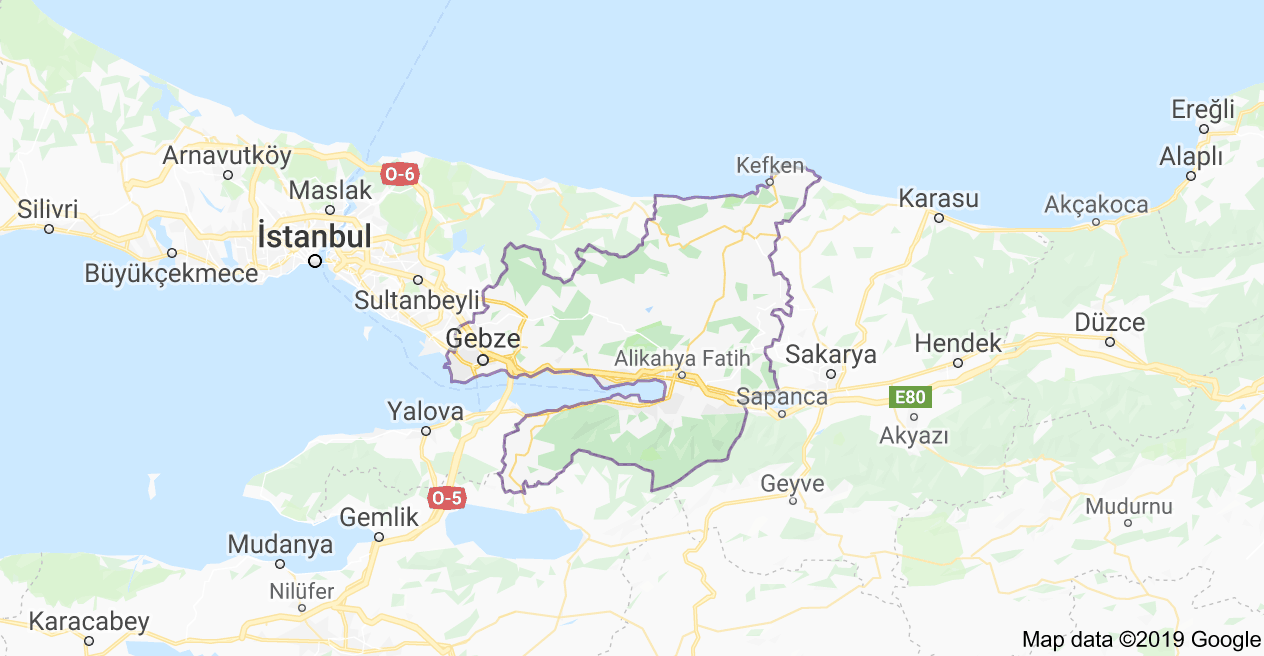 Ereğli
Arnavutköy
Alaplı
Kefken
O-6
Maslak
Karasu
Silivri
Akçakoca
İstanbul
Büyükçekmece
Sultanbeyli
Düzce
Gebze
Hendek
Alikahya Fatih
Sakarya
Sapanca
E80
Yalova
Akyazı
Geyve
O-5
Mudurnu
Gemlik
Mudanya
Nilüfer
Karacabey
Map data ©2019 Google